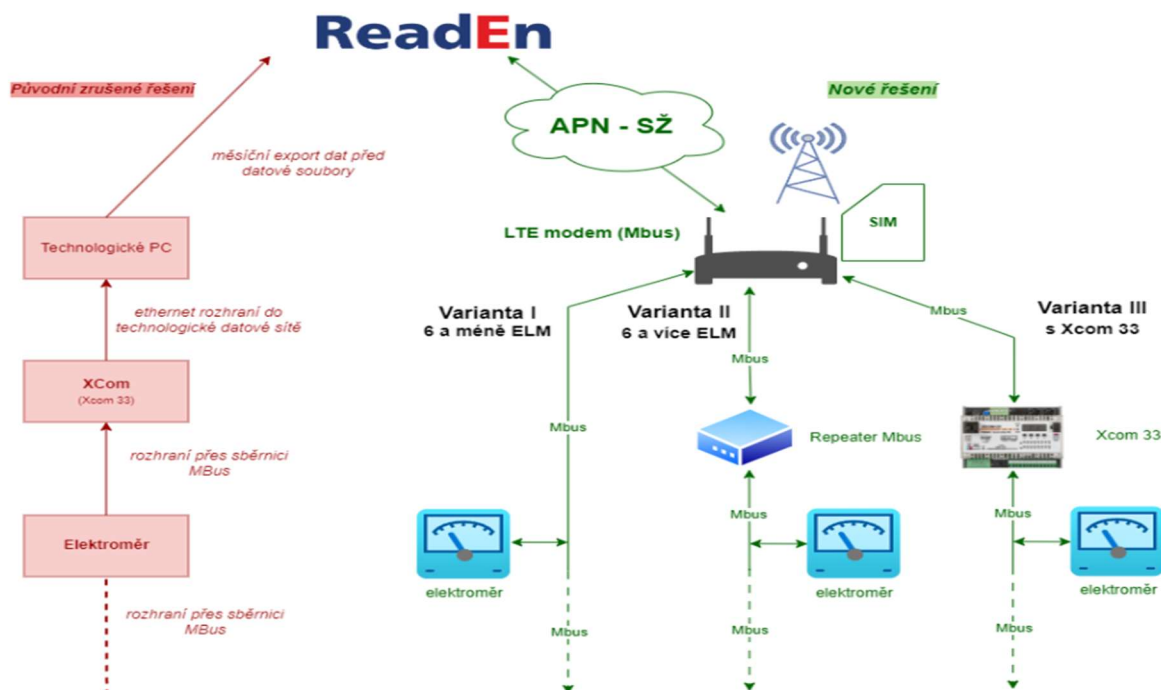 ReadEn
Původní zrušené řešení
měsíční export dat před
datové soubory
Technologické PC
ethernet rozhraní do
technologické datové sítě
XCom
(Xcom 33)
rozhraní přes sběrnici
MBus
Elektroměr
rozhraní přes sběrnici
MBus
Nové řešení
APN - SŽ
SIM
LTE modem (Mbus)
Varianta I
6 a méně ELM
Mbus
elektroměr
Mbus
Varianta II
6 a více ELM
Mbus
Repeater Mbus
Mbus
elektroměr
Mbus
Varianta III
s Xcom 33
Mbus
Xcom 33
Mbus
elektroměr
Mbus